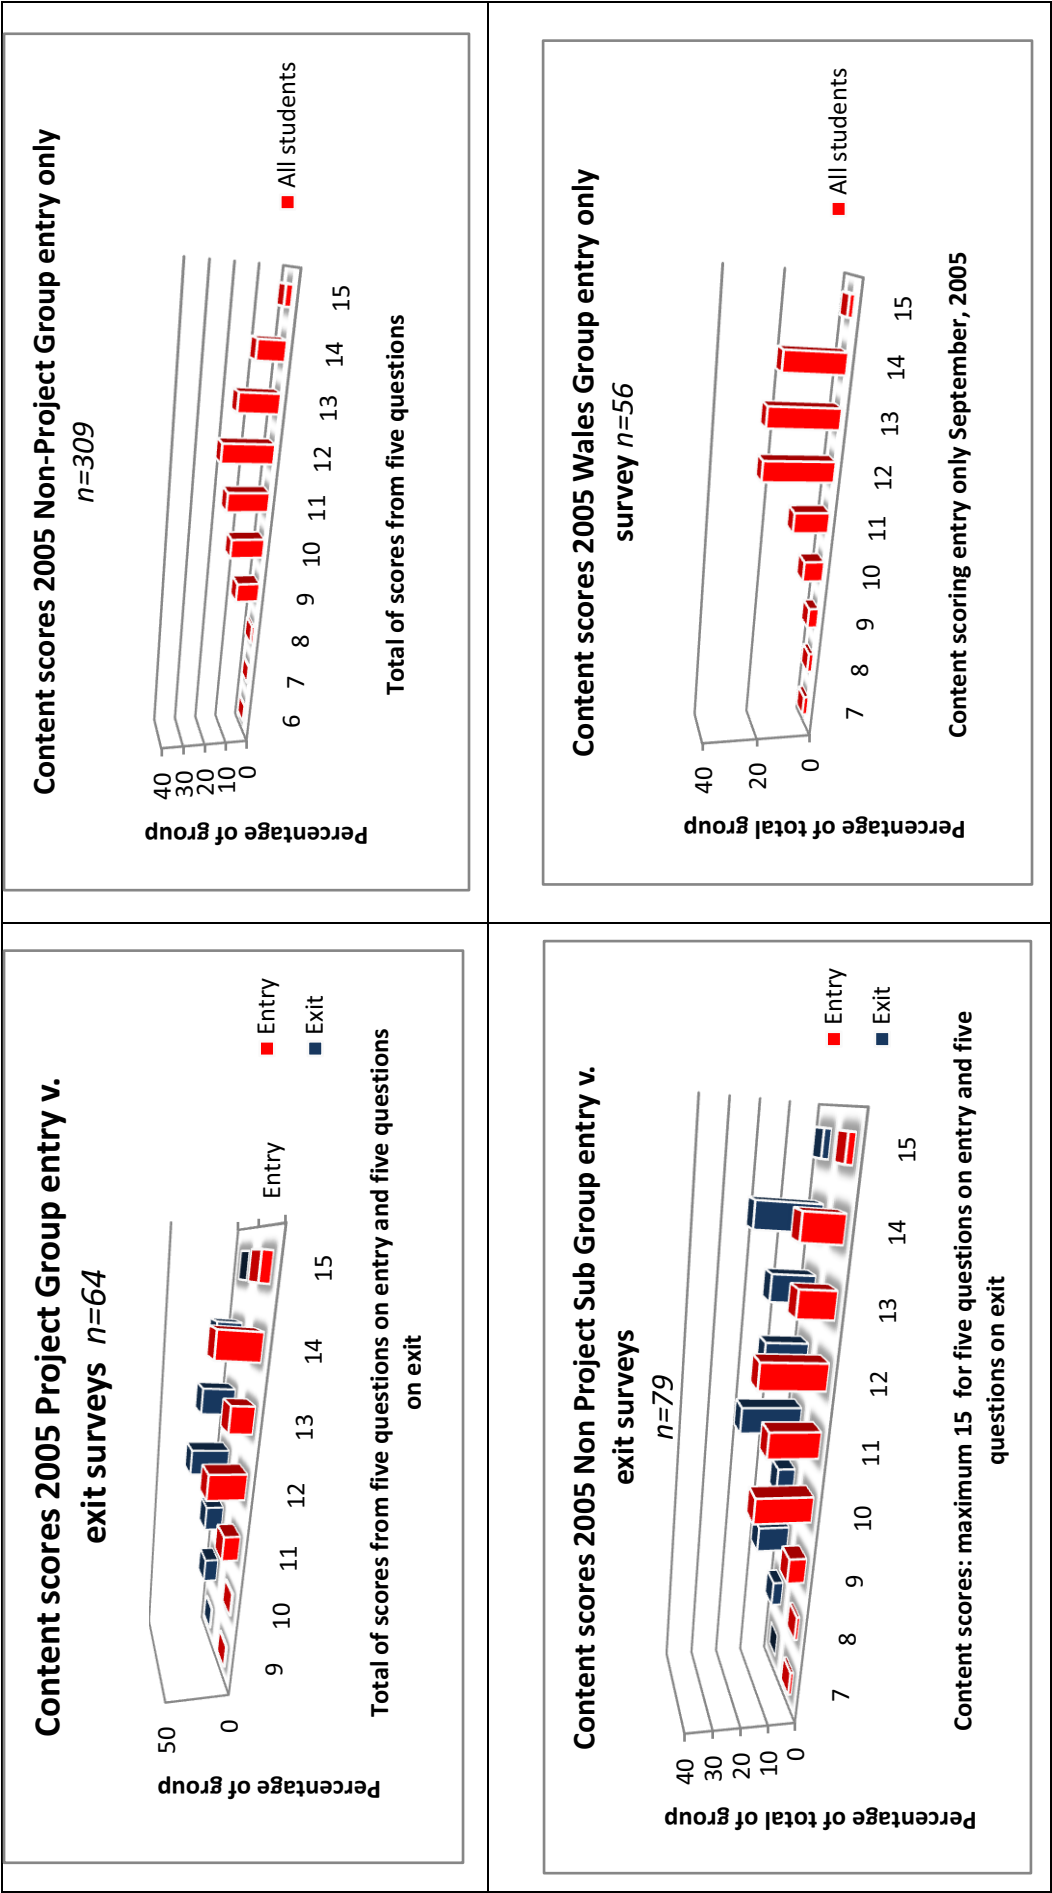 Content scores 2005 Project Group entry v.
exit surveys n=64
Percentage of group
50
0
9
10
11
12
13
14
15
Entry
Entry
Exit
Total of scores from five questions on entry and five questions
on exit
Content scores 2005 Non-Project Group entry only
n=309
Percentage of group
40
30
20
10
0
6
7
8
9
10
11
12
13
14
15
All students
Total of scores from five questions
Content scores 2005 Non Project Sub Group entry v.
exit surveys
n=79
Percentage of total of group
40
30
20
10
0
7
8
9
10
11
12
13
14
15
Entry
Exit
Content scores: maximum 15 for five questions on entry and five
questions on exit
Content scores 2005 Wales Group entry only
survey n=56
Percentage of total group
40
20
0
7
8
9
10
11
12
13
14
15
All students
Content scoring entry only September, 2005